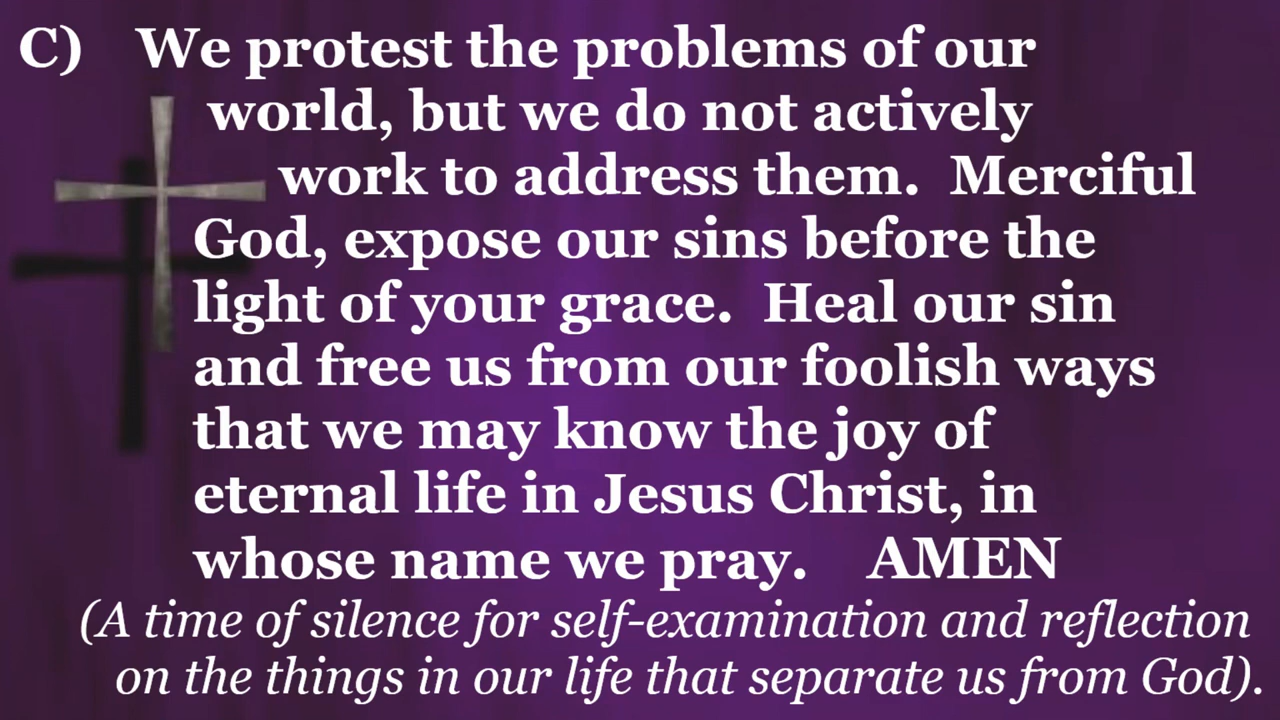 C) We protest the problems of our
world, but we do not actively
work to address them. Merciful
God, expose our sins before the
light of your grace. Heal our sin
and free us from our foolish ways
that we may know the joy of
eternal life in Jesus Christ, in
whose name we pray. AMEN
(A time of silence for self-examination and reflection
on the things in our life that separate us from God).